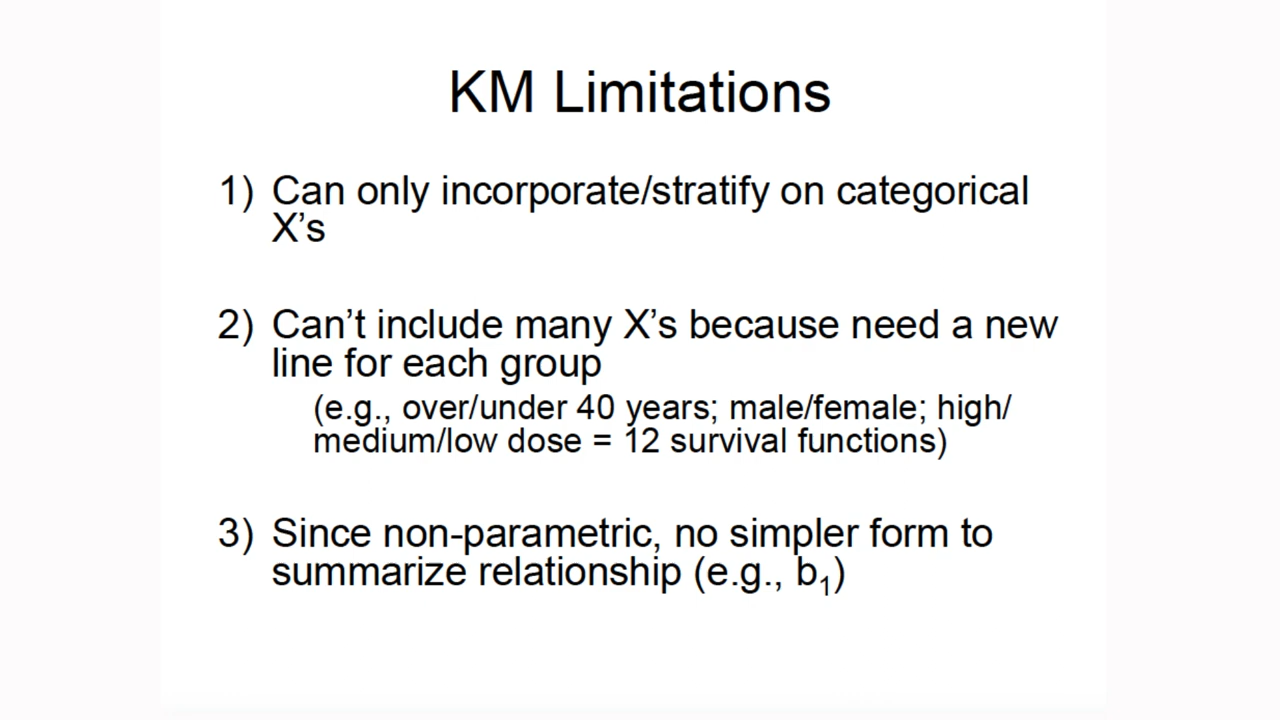 KM Limitations
1) Can only incorporate/stratify on categorical
X’s
2) Can’t include many X’s because need a new
line for each group
(e.g., over/under 40 years; male/female; high/
medium/low dose = 12 survival functions)
3) Since non-parametric, no simpler form to
summarize relationship (e.g., b₁)